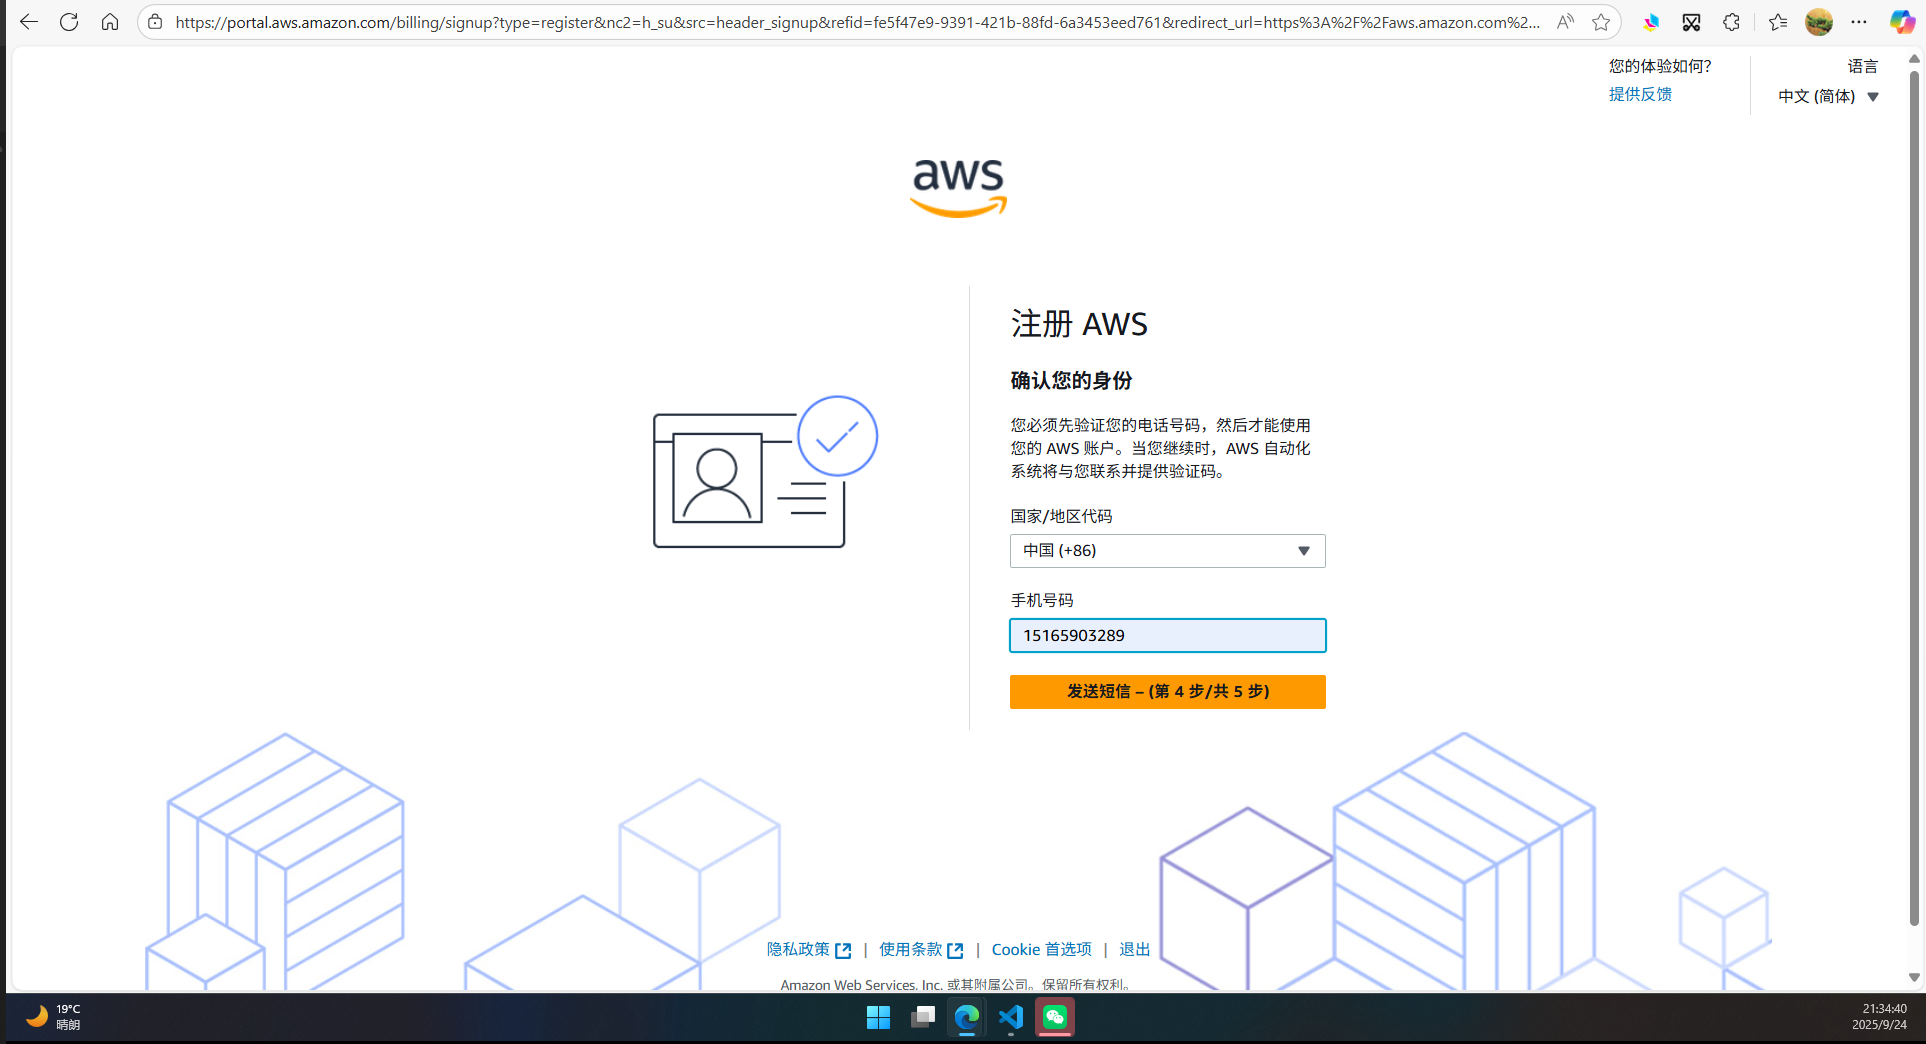 https://portal.aws.amazon.com/billing/signup?type=register&nc2=h_su&src=header_signup&refid=fe5f47e9-9391-421b-88fd-6a3453eed761&redirect_url=https%3A%2F%2Faws.amazon.com%2...
您的体验如何?
提供反馈
语言
中文 (简体)
aws
注册 AWS
确认您的身份
您必须先验证您的电话号码，然后才能使用
您的 AWS 账户。当您继续时，AWS 自动化
系统将与您联系并提供验证码。
国家/地区代码
中国 (+86)
手机号码
15165903289
发送短信 – (第 4 步/共 5 步)
隐私政策 | 使用条款 | Cookie 首选项 | 退出
Amazon Web Services, Inc. 或其附属公司。保留所有权利。
19°C
晴朗
21:34:40
2025/9/24